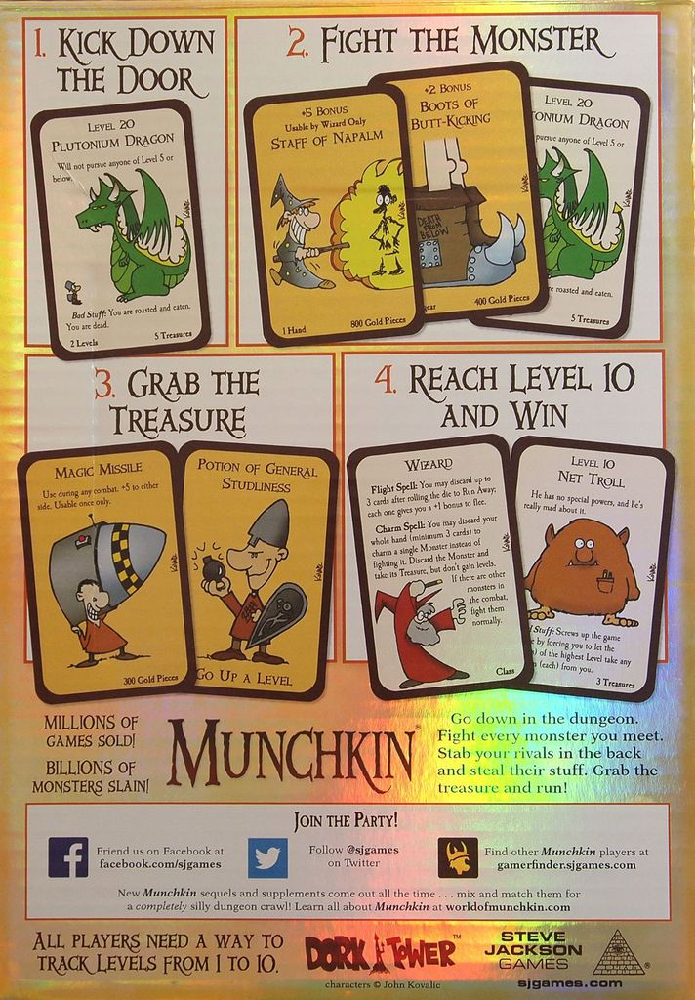 1. KICK DOWN
THE DOOR
LEVEL 20
PLUTONIUM DRAGON
Will not pursue anyone of Level 5 or
below.
Bad Stuff: You are roasted and eaten.
You are dead.
2 Levels
5 Treasures
2. FIGHT THE MONSTER
+5 BONUS
Usable by Wizard Only
STAFF OF NAPALM
1 Hand
800 Gold Pieces
+2 BONUS
BOOTS OF
BUTT-KICKING
DEATH
FROM
BELOW
400 Gold Pieces
LEVEL 20
TONIUM DRAGON
pursue anyone of Level 5 or
re roasted and eaten.
5 Treasures
3. GRAB THE
TREASURE
MAGIC MISSILE
Use during any combat. +5 to either
side. Usable once only.
300 Gold Pieces
POTION OF GENERAL
STUDLINESS
GO UP A LEVEL
4. REACH LEVEL 10
AND WIN
WIZARD
Flight Spell: You may discard up to
3 cards after rolling the die to Run Away;
each one gives you a +1 bonus to flee.
Charm Spell: You may discard your
whole hand (minimum 3 cards) to
charm a single Monster instead of
fighting it. Discard the Monster and
take its Treasure, but don't gain levels.
If there are other
monsters in
the combat,
fight them
normally.
Class
LEVEL 10
NET TROLL
He has no special powers, and he's
really mad about it.
Stuff: Screws up the game
e by forcing you to let the
) of the highest Level take any
(each) from you.
3 Treasures
MILLIONS OF
GAMES SOLD!
BILLIONS OF
MONSTERS SLAIN!
MUNCHKIN®
Go down in the dungeon.
Fight every monster you meet.
Stab your rivals in the back
and steal their stuff. Grab the
treasure and run!
JOIN THE PARTY!
Friend us on Facebook at
facebook.com/sjgames
Follow @sjgames
on Twitter
Find other Munchkin players at
gamerfinder.sjgames.com
New Munchkin sequels and supplements come out all the time . . . mix and match them for
a completely silly dungeon crawl! Learn all about Munchkin at worldofmunchkin.com
ALL PLAYERS NEED A WAY TO
TRACK LEVELS FROM 1 TO 10.
DORK TOWER™
characters © John Kovalic
STEVE
JACKSON
GAMES
sjgames.com